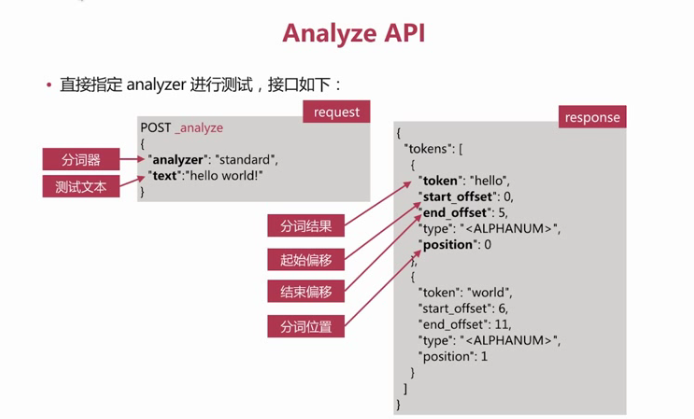 Analyze API
• 直接指定 analyzer 进行测试，接口如下：
request
POST _analyze
{
"analyzer": "standard",
"text":"hello world!"
}
分词器
测试文本
response
{
"tokens": [
{
"token": "hello",
"start_offset": 0,
"end_offset": 5,
"type": "<ALPHANUM>",
"position": 0
},
{
"token": "world",
"start_offset": 6,
"end_offset": 11,
"type": "<ALPHANUM>",
"position": 1
}
]
}
分词结果
起始偏移
结束偏移
分词位置